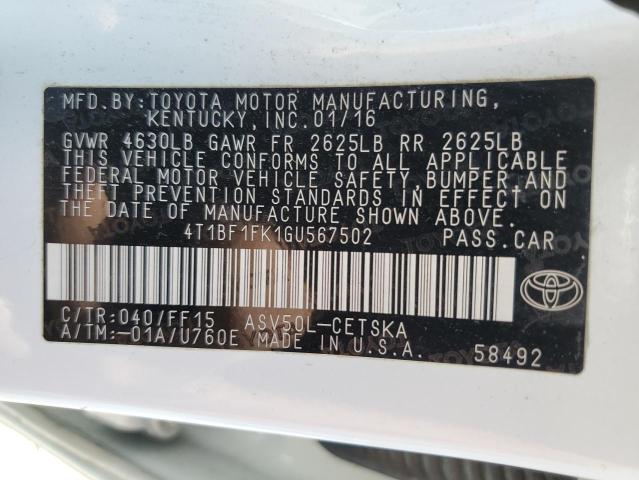 MFD.BY:TOYOTA MOTOR MANUFACTURING,
KENTUCKY, INC.01/16
GVWR 4630LB GAWR FR 2625LB RR 2625LB
THIS VEHICLE CONFORMS TO ALL APPLICABLE
FEDERAL MOTOR VEHICLE SAFETY,BUMPER,AND
THEFT PREVENTION STANDARDS IN EFFECT ON
THE DATE OF MANUFACTURE SHOWN ABOVE.
4T1BF1FK1GU567502 PASS.CAR
C/TR:040/FF15 ASV50L-CETSKA
A/TM:-01A/U760E MADE IN U.S.A. 58492